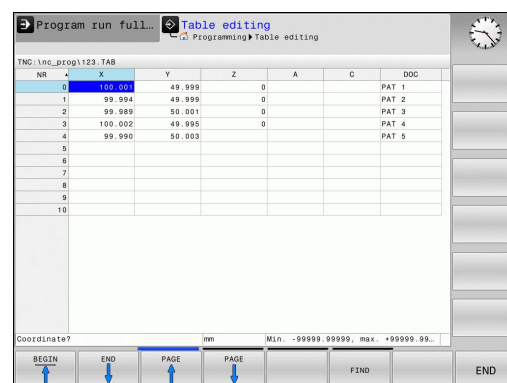 Program run full… Table editing
Programming▶Table editing
TNC:\nc_prog\123.TAB
NR X Y Z A C DOC
0 100.001 49.999 0 PAT 1
1 99.994 49.999 0 PAT 2
2 99.989 50.001 0 PAT 3
3 100.002 49.995 0 PAT 4
4 99.990 50.003 PAT 5
5
6
7
8
9
10
Coordinate? mm Min. -99999.99999, max. +99999.99…
BEGIN END PAGE PAGE FIND END